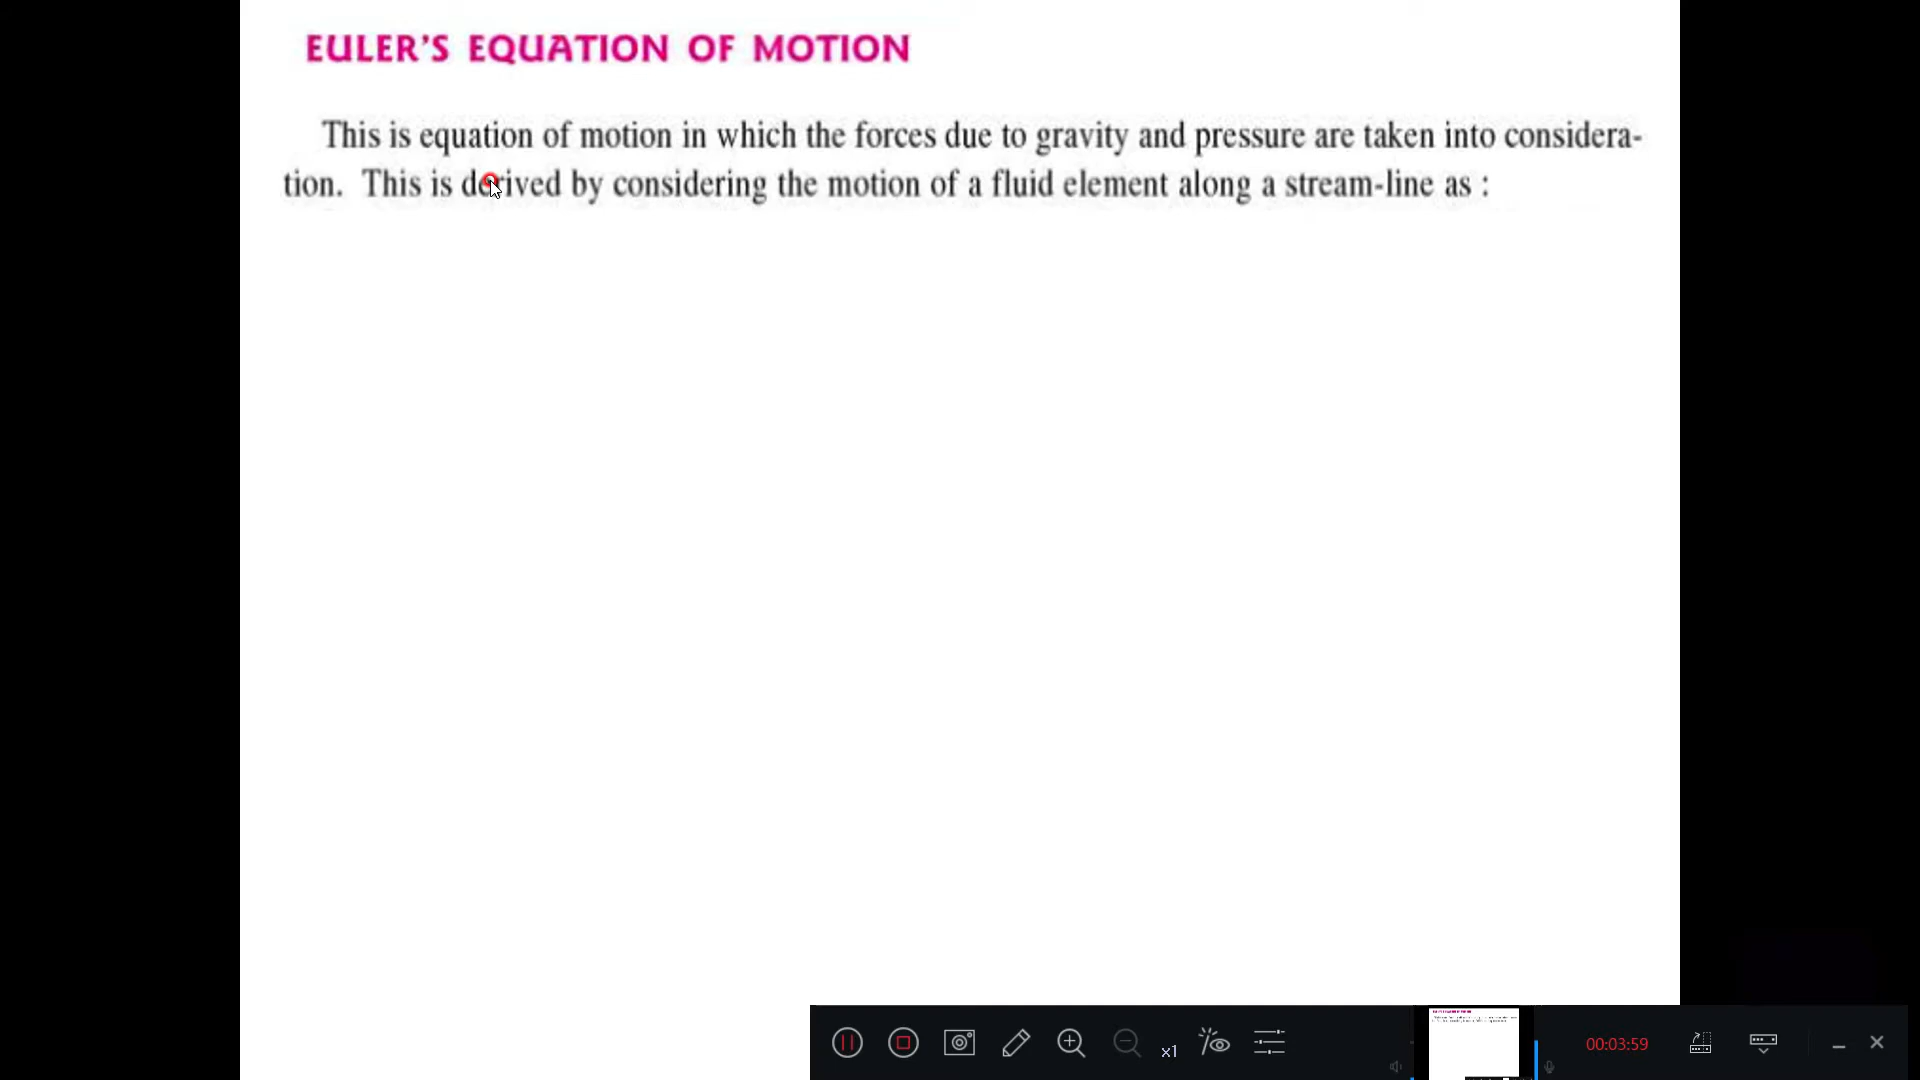 EULER'S EQUATION OF MOTION
This is equation of motion in which the forces due to gravity and pressure are taken into considera-
tion. This is derived by considering the motion of a fluid element along a stream-line as :
x1
00:03:59